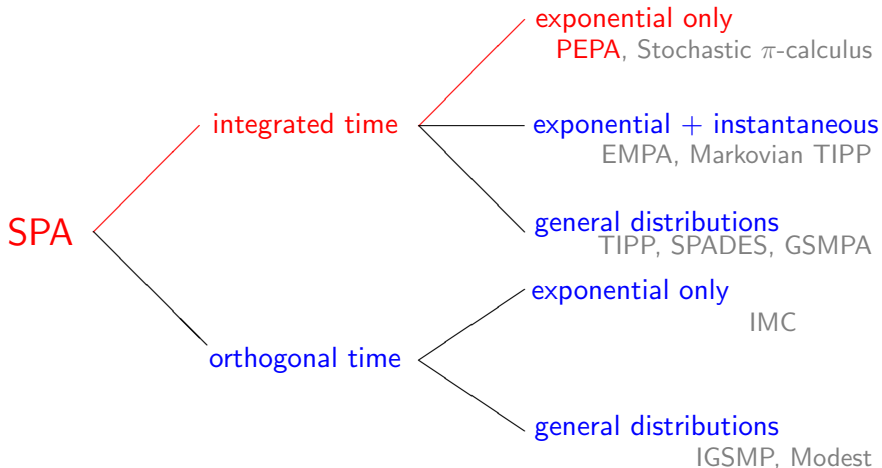 exponential only
PEPA, Stochastic π-calculus
integrated time
exponential + instantaneous
EMPA, Markovian TIPP
general distributions
TIPP, SPADES, GSMPA
SPA
exponential only
IMC
orthogonal time
general distributions
IGSMP, Modest